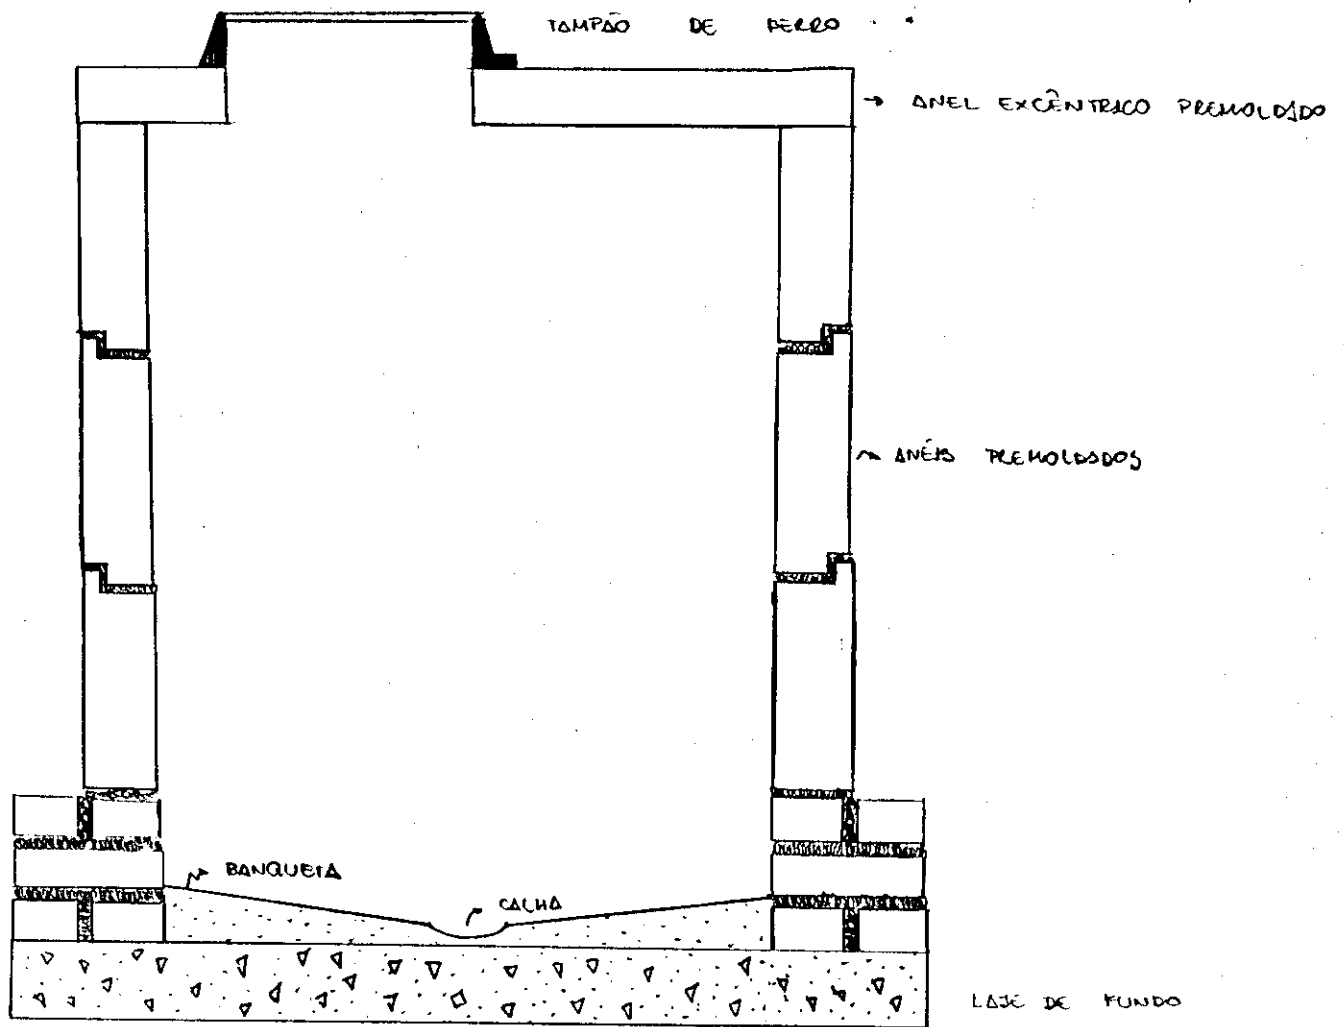 TAMPÃO DE FERRO
ANEL EXCÊNTRICO PREMOLDADO
ANÉIS PREMOLDADOS
BANQUETA
CALHA
LAJE DE FUNDO